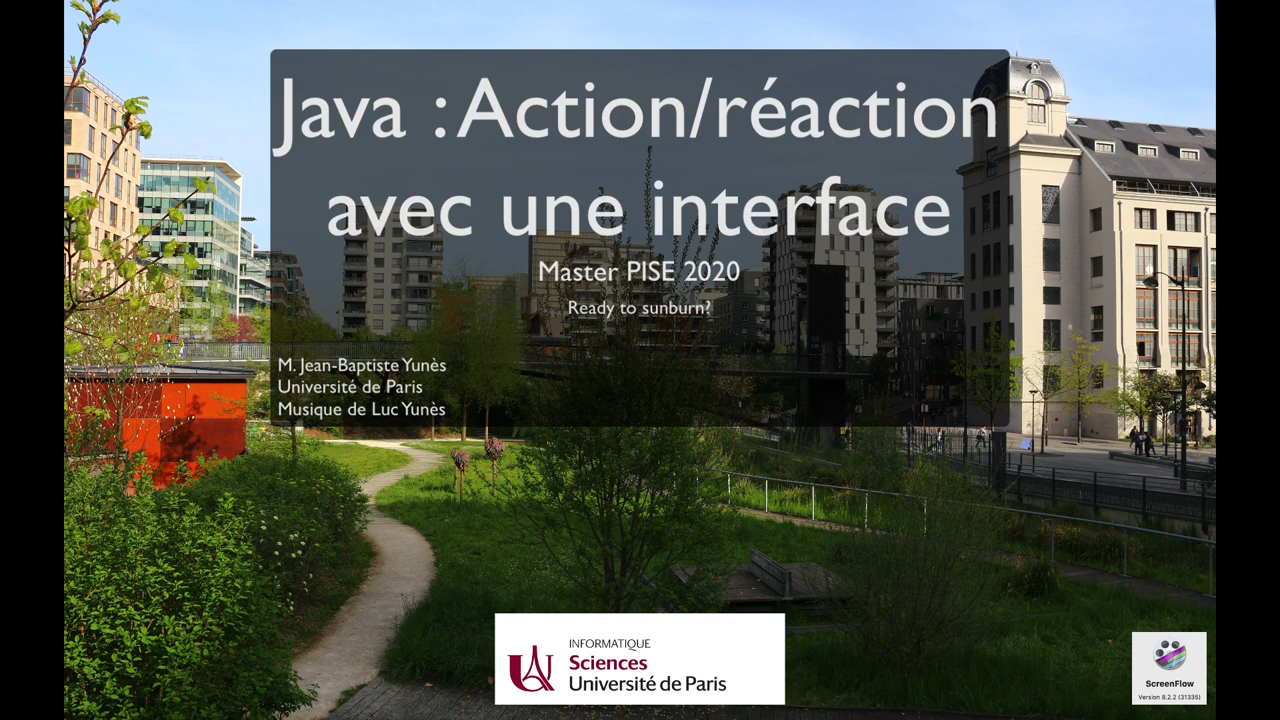 Java : Action/réaction
avec une interface
Master PISE 2020
Ready to sunburn?
M. Jean-Baptiste Yunès
Université de Paris
Musique de Luc Yunès
INFORMATIQUE
Sciences
Université de Paris
ScreenFlow
Version 8.2.2 (31335)